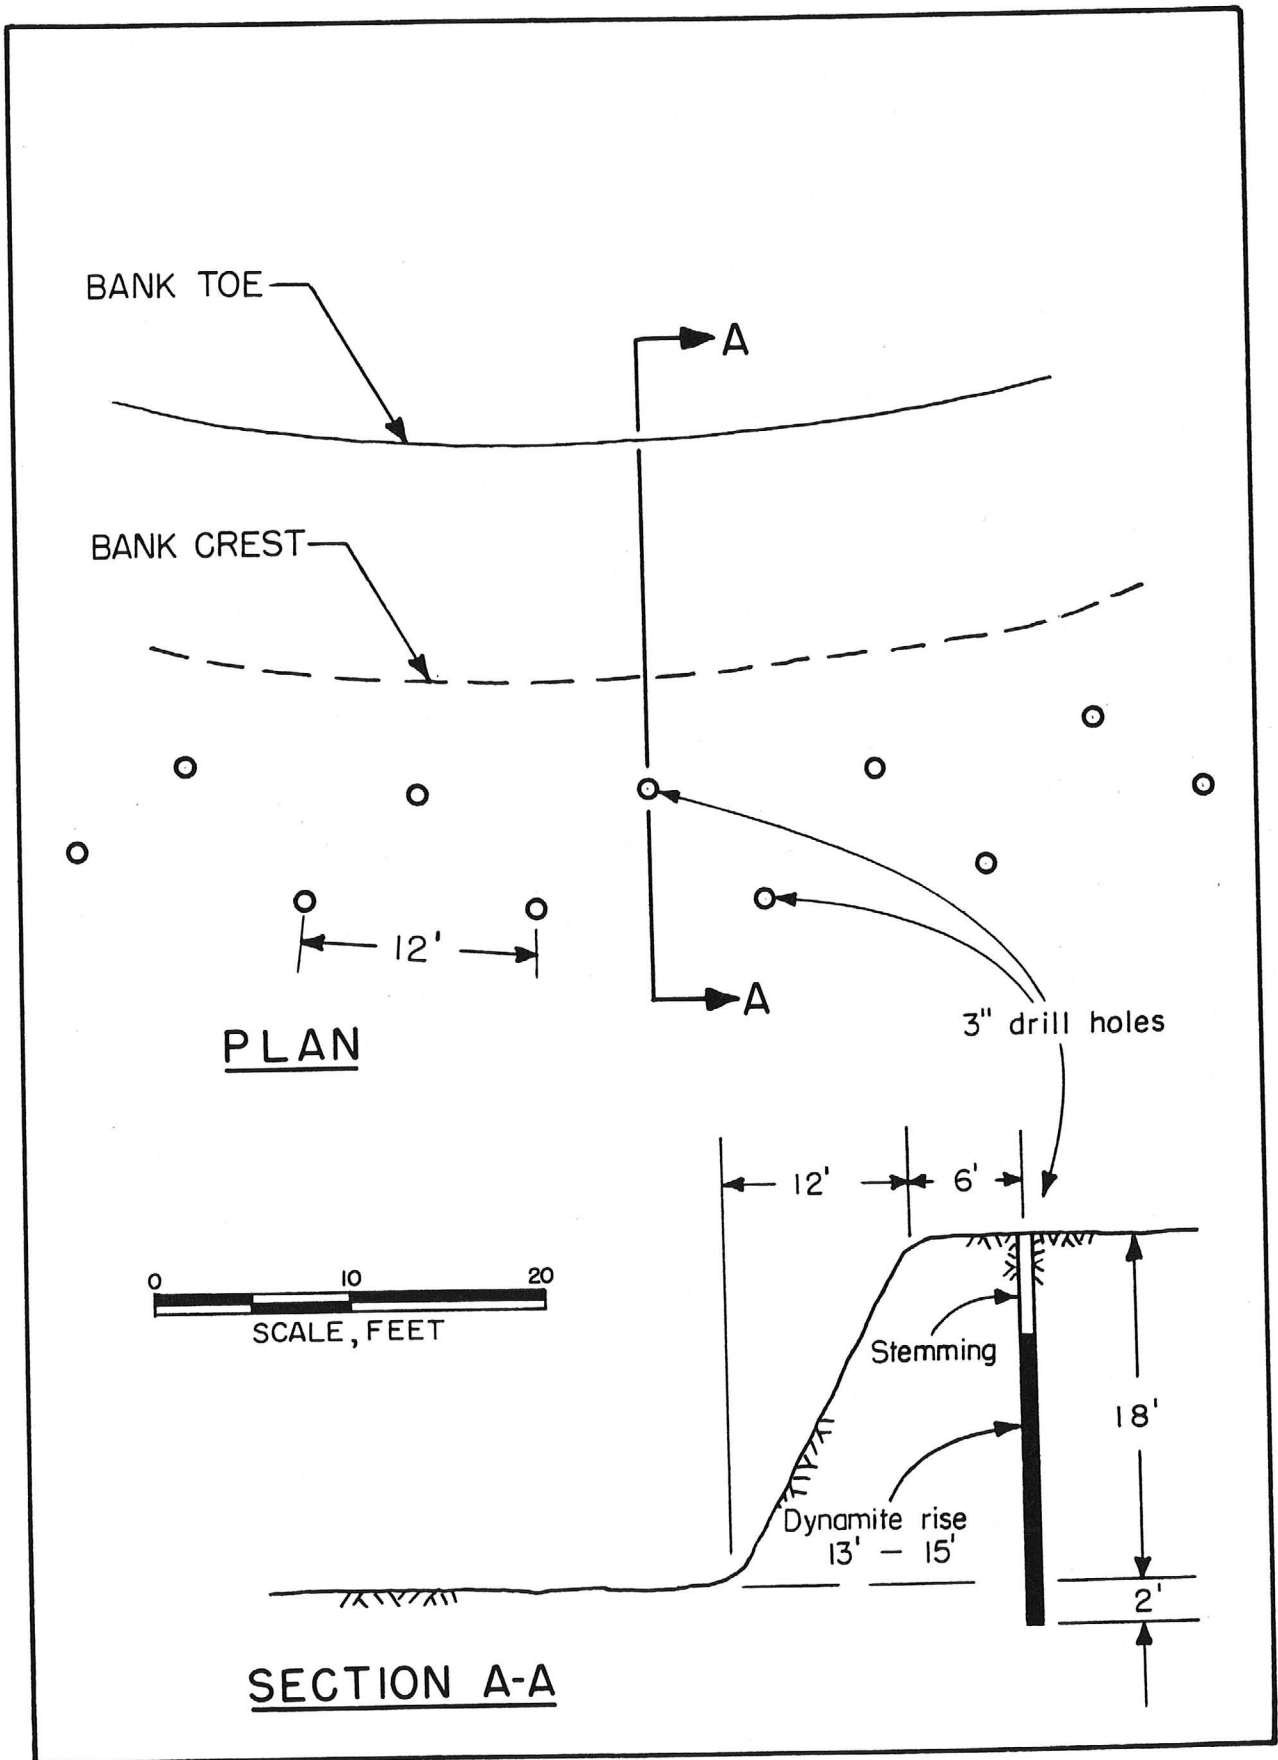 BANK TOE
A
BANK CREST
12'
A
3" drill holes
PLAN
12'
6'
0 10 20
SCALE, FEET
Stemming
18'
Dynamite rise
13' - 15'
2'
SECTION A-A